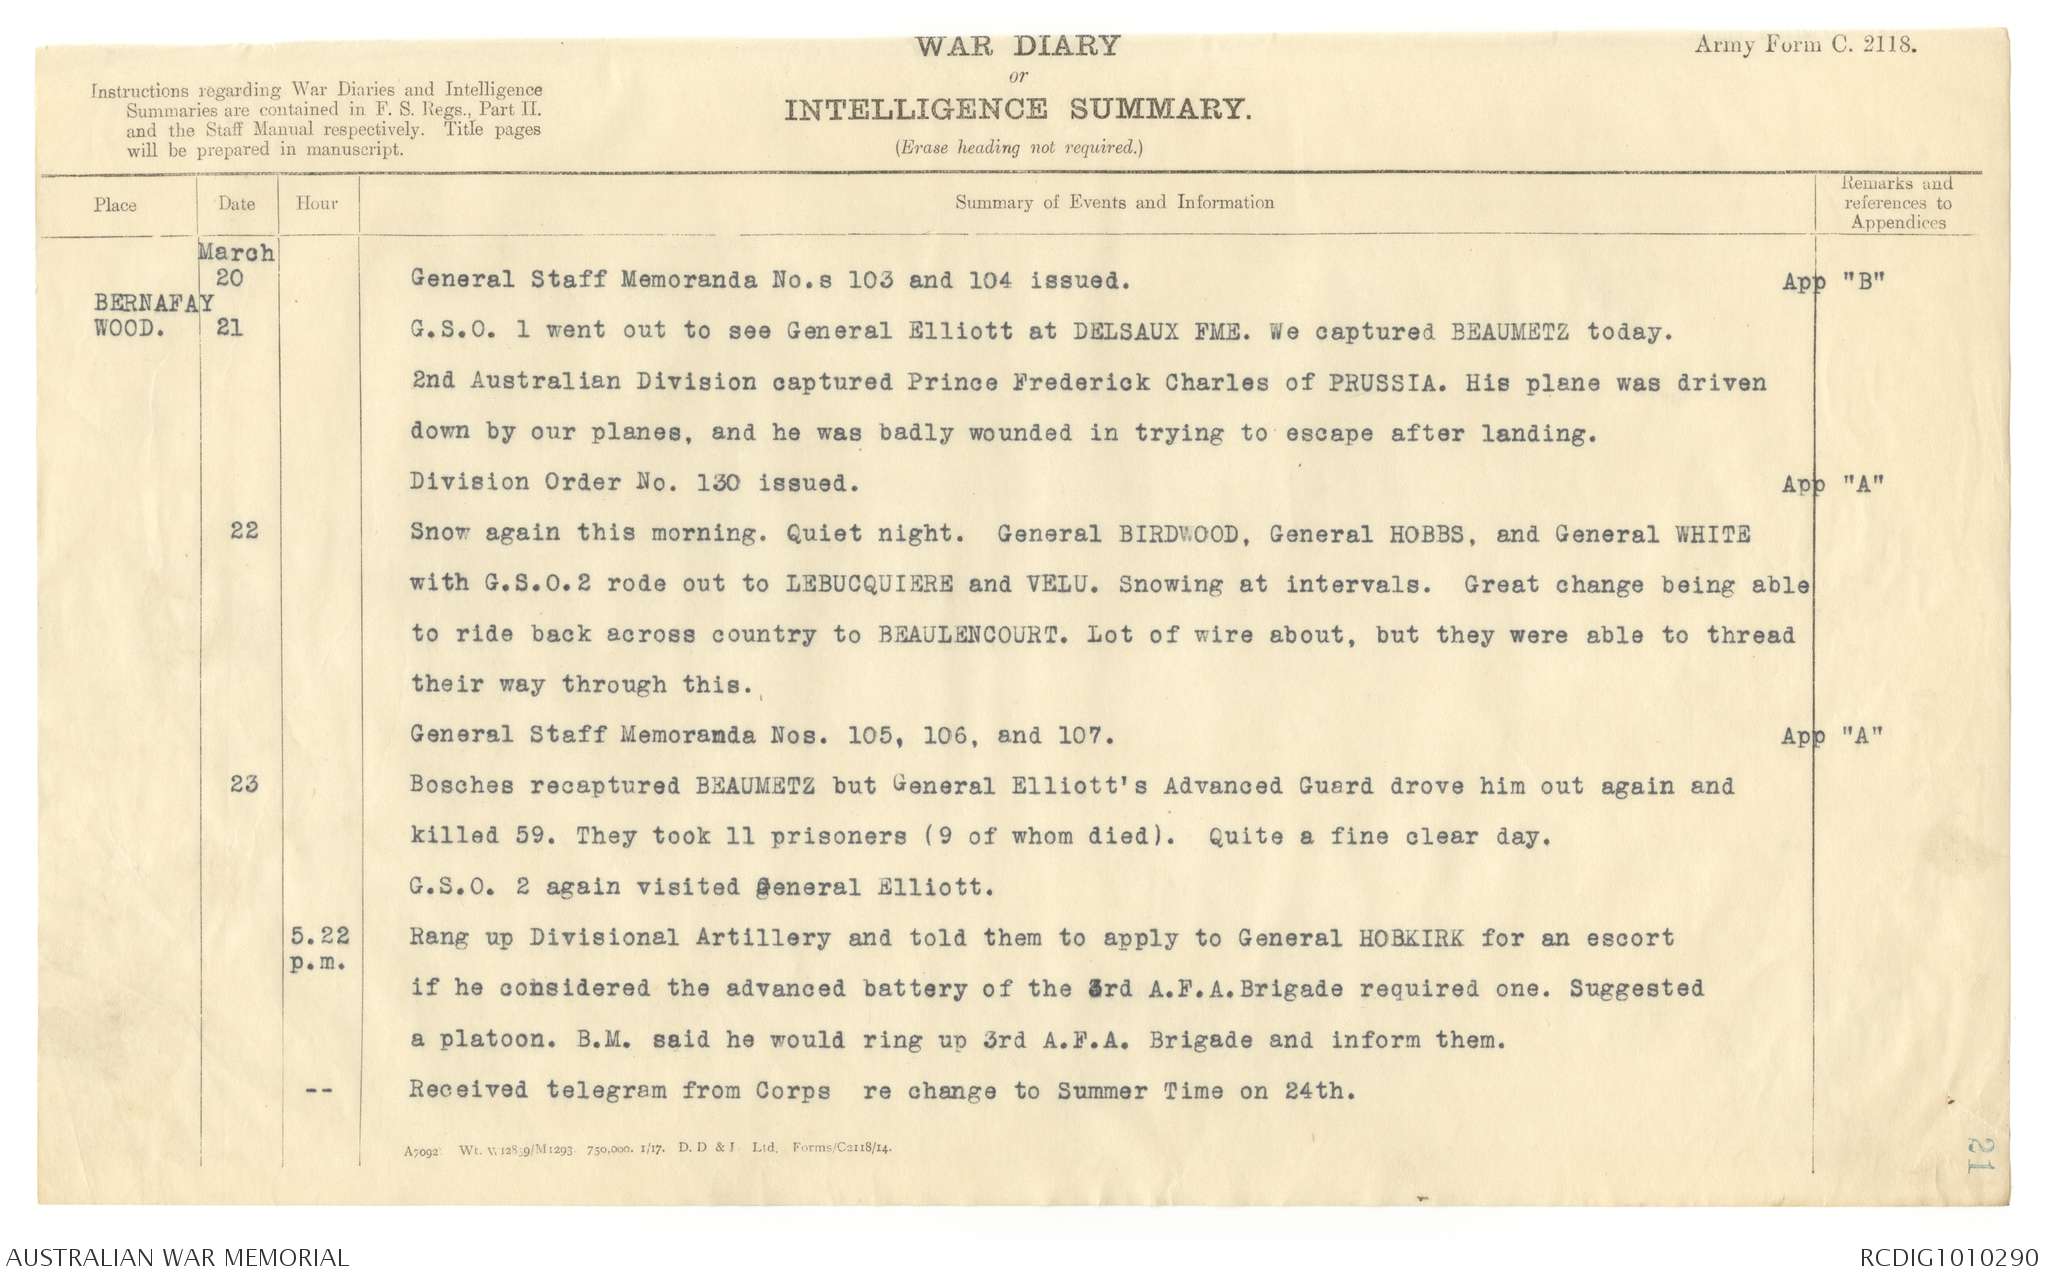 WAR DIARY
or
INTELLIGENCE SUMMARY.
(Erase heading not required.)
Army Form C. 2118.
Instructions regarding War Diaries and Intelligence
Summaries are contained in F. S. Regs., Part II.
and the Staff Manual respectively. Title pages
will be prepared in manuscript.
Place Date Hour Summary of Events and Information Remarks and references to Appendices
March
20 General Staff Memoranda No.s 103 and 104 issued. App "B"
BERNAFAY
WOOD. 21 G.S.O. 1 went out to see General Elliott at DELSAUX FME. We captured BEAUMETZ today.
2nd Australian Division captured Prince Frederick Charles of PRUSSIA. His plane was driven
down by our planes, and he was badly wounded in trying to escape after landing.
Division Order No. 130 issued. App "A"
22 Snow again this morning. Quiet night. General BIRDWOOD, General HOBBS, and General WHITE
with G.S.O.2 rode out to LEBUCQUIERE and VELU. Snowing at intervals. Great change being able
to ride back across country to BEAULENCOURT. Lot of wire about, but they were able to thread
their way through this.
General Staff Memoranda Nos. 105, 106, and 107. App "A"
23 Bosches recaptured BEAUMETZ but General Elliott's Advanced Guard drove him out again and
killed 59. They took 11 prisoners (9 of whom died). Quite a fine clear day.
G.S.O. 2 again visited General Elliott.
5.22 Rang up Divisional Artillery and told them to apply to General HOBKIRK for an escort
p.m.
if he considered the advanced battery of the 3rd A.F.A.Brigade required one. Suggested
a platoon. B.M. said he would ring up 3rd A.F.A. Brigade and inform them.
-- Received telegram from Corps re change to Summer Time on 24th.
A7092. Wt. W12859/M1293 750,000. 1/17. D. D & L Ltd. Forms/C2118/14.
21
AUSTRALIAN WAR MEMORIAL
RCDIG1010290